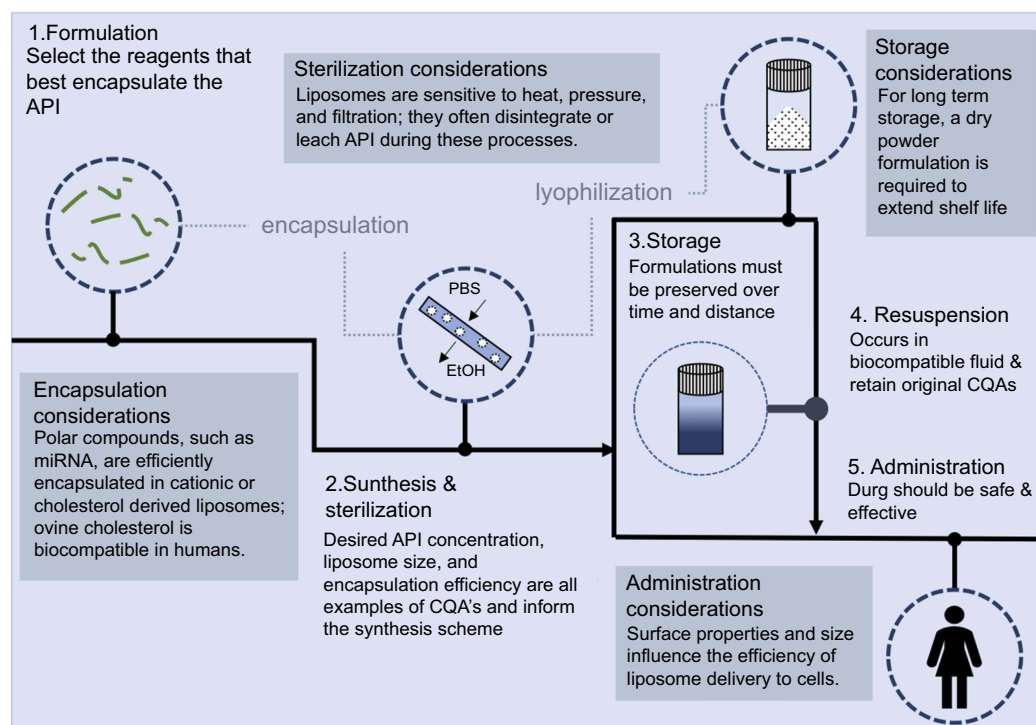 1.Formulation
Select the reagents that
best encapsulate the
API
Sterilization considerations
Liposomes are sensitive to heat, pressure,
and filtration; they often disintegrate or
leach API during these processes.
Storage
considerations
For long term
storage, a dry
powder
formulation is
required to
extend shelf life
encapsulation
lyophilization
PBS
EtOH
Encapsulation
considerations
Polar compounds, such as
miRNA, are efficiently
encapsulated in cationic or
cholesterol derived liposomes;
ovine cholesterol is
biocompatible in humans.
2.Sunthesis &
sterilization
Desired API concentration,
liposome size, and
encapsulation efficiency are all
examples of CQA's and inform
the synthesis scheme
3.Storage
Formulations must
be preserved over
time and distance
4. Resuspension
Occurs in
biocompatible fluid &
retain original CQAs
5. Administration
Durg should be safe &
effective
Administration
considerations
Surface properties and size
influence the efficiency of
liposome delivery to cells.